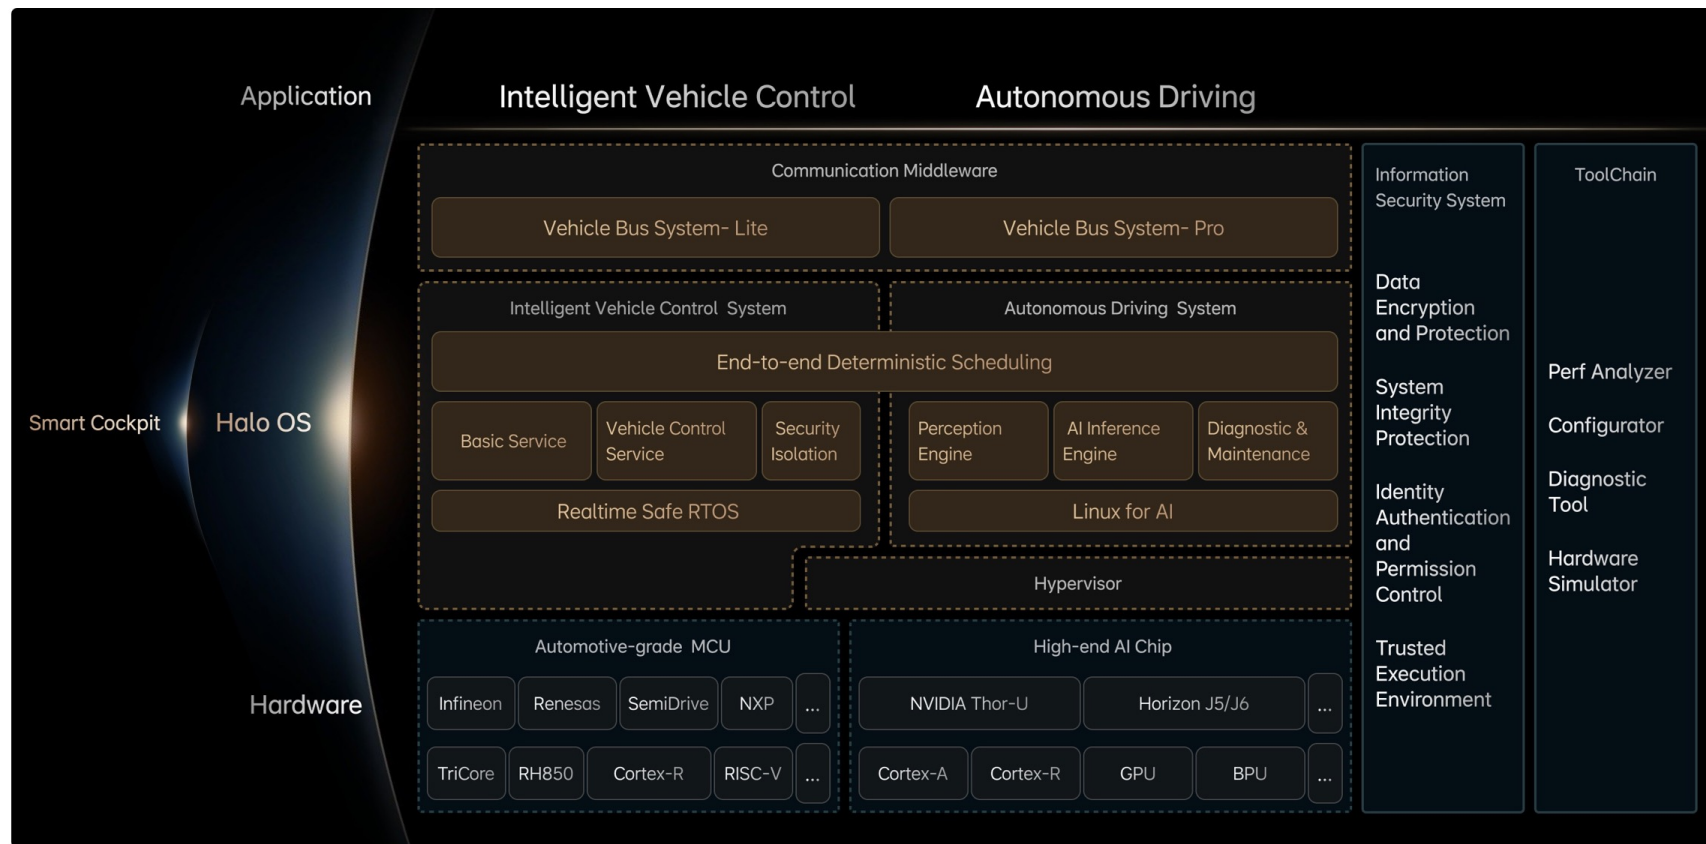 Application
Intelligent Vehicle Control
Autonomous Driving
Smart Cockpit
Halo OS
Hardware
Communication Middleware
Vehicle Bus System- Lite
Vehicle Bus System- Pro
Intelligent Vehicle Control System
Autonomous Driving System
End-to-end Deterministic Scheduling
Basic Service
Vehicle Control
Service
Security
Isolation
Perception
Engine
AI Inference
Engine
Diagnostic &
Maintenance
Realtime Safe RTOS
Linux for AI
Hypervisor
Automotive-grade MCU
Infineon
Renesas
SemiDrive
NXP
...
TriCore
RH850
Cortex-R
RISC-V
...
High-end AI Chip
NVIDIA Thor-U
Horizon J5/J6
...
Cortex-A
Cortex-R
GPU
BPU
...
Information
Security System
Data
Encryption
and Protection
System
Integrity
Protection
Identity
Authentication
and
Permission
Control
Trusted
Execution
Environment
ToolChain
Perf Analyzer
Configurator
Diagnostic
Tool
Hardware
Simulator